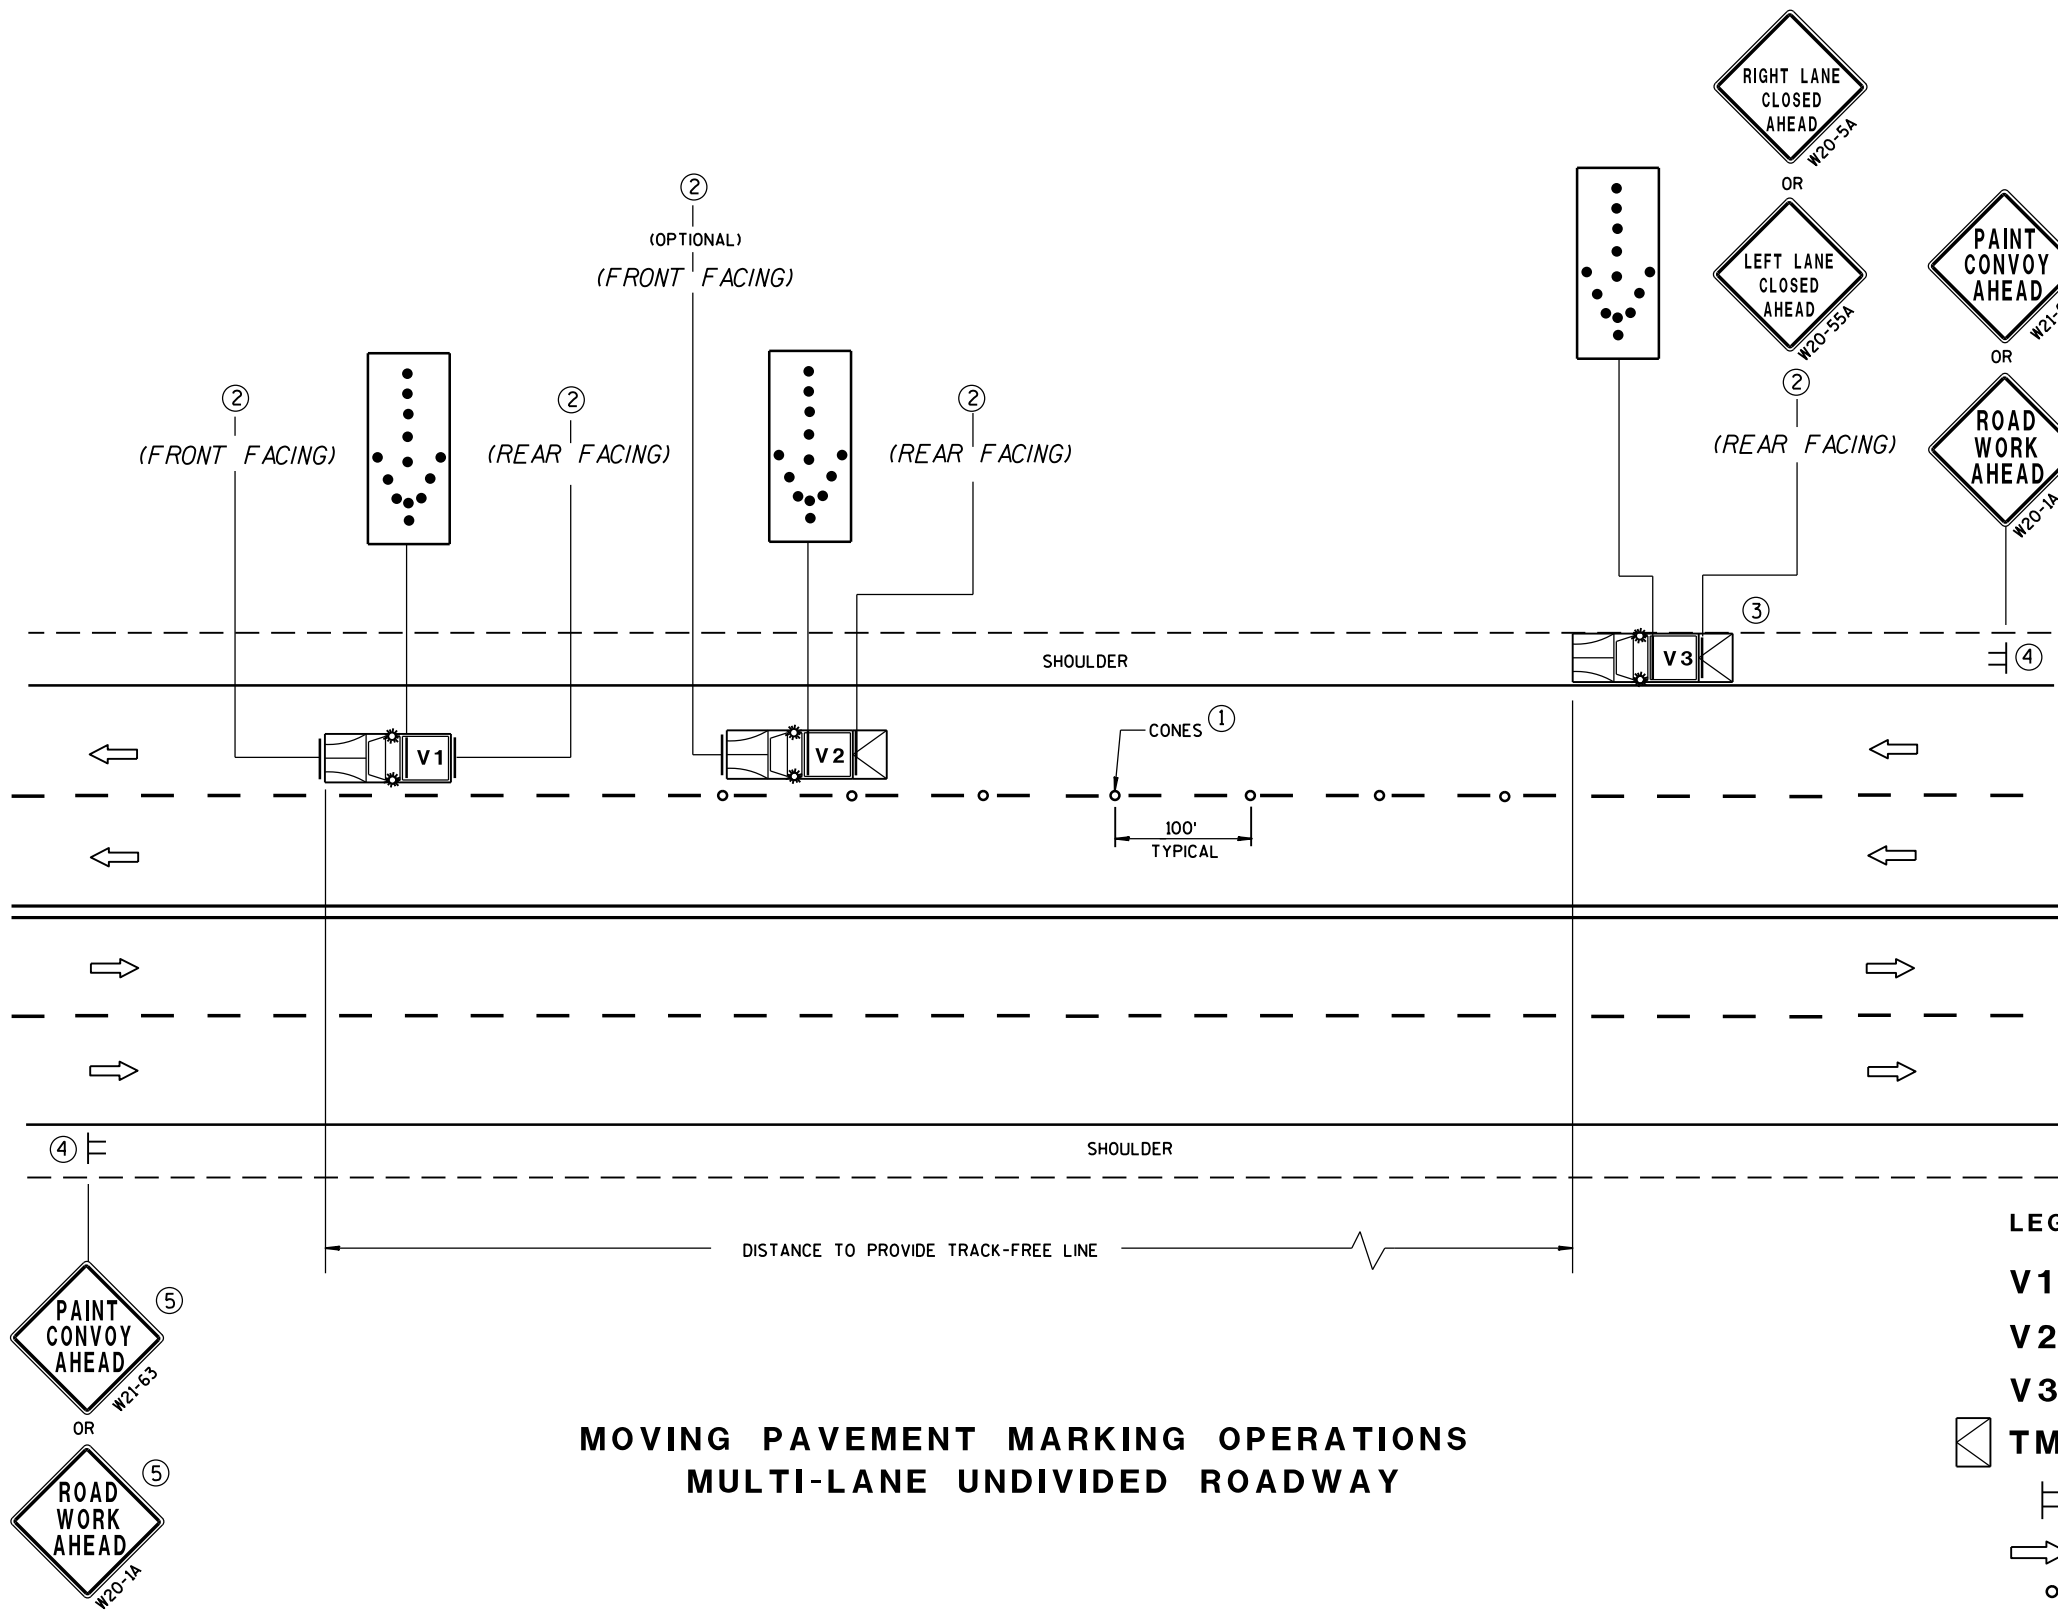 RIGHT LANE
CLOSED
AHEAD
W20-5A
OR
LEFT LANE
CLOSED
AHEAD
W20-55A
PAINT
CONVOY
AHEAD
OR
ROAD
WORK
AHEAD
W20-1A
2
(OPTIONAL)
(FRONT FACING)
2
(FRONT FACING)
2
(REAR FACING)
2
(REAR FACING)
2
(REAR FACING)
3
SHOULDER
V3
4
CONES 1
V1
V2
100'
TYPICAL
4
SHOULDER
DISTANCE TO PROVIDE TRACK-FREE LINE
PAINT
CONVOY
AHEAD
5
W21-63
OR
ROAD
WORK
AHEAD
5
W20-1A
MOVING PAVEMENT MARKING OPERATIONS
MULTI-LANE UNDIVIDED ROADWAY
V1
V2
V3